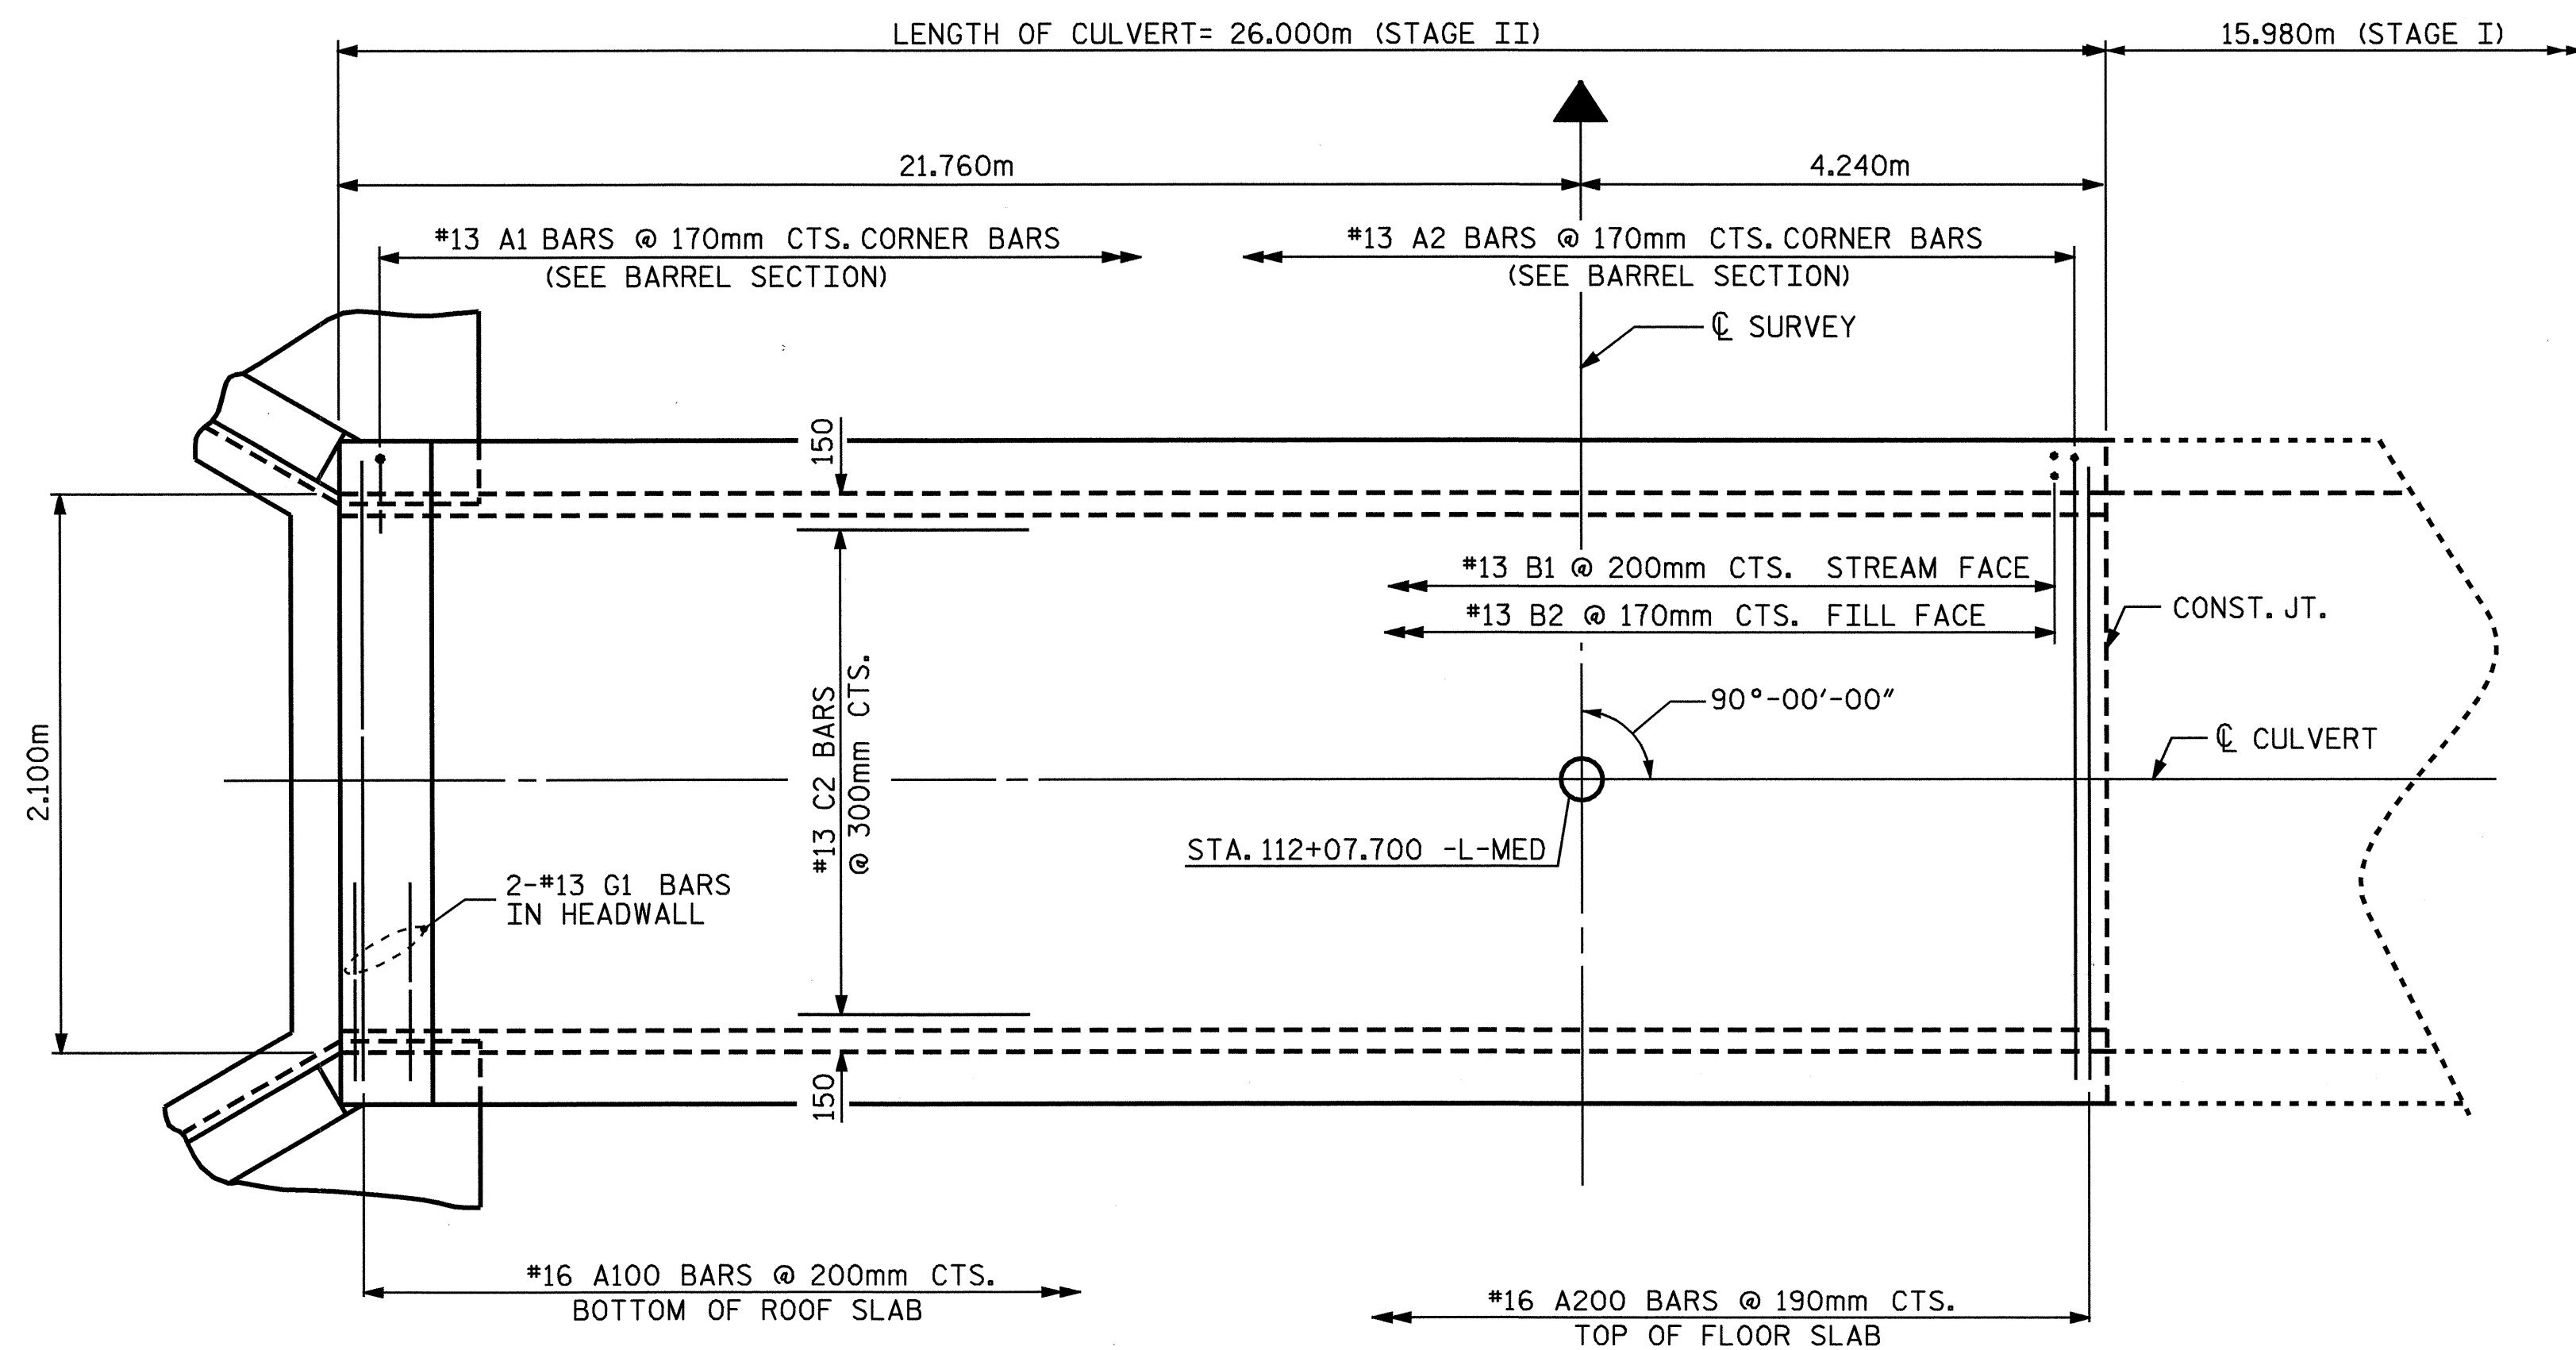 LENGTH OF CULVERT= 26.000m (STAGE II)
15.980m (STAGE I)
21.760m
4.240m
#13 A1 BARS @ 170mm CTS. CORNER BARS
(SEE BARREL SECTION)
#13 A2 BARS @ 170mm CTS. CORNER BARS
(SEE BARREL SECTION)
℄ SURVEY
150
#13 B1 @ 200mm CTS. STREAM FACE
#13 B2 @ 170mm CTS. FILL FACE
CONST. JT.
90°-00'-00"
℄ CULVERT
2.100m
#13 C2 BARS
@ 300mm CTS.
STA. 112+07.700 -L-MED
2-#13 G1 BARS
IN HEADWALL
150
#16 A100 BARS @ 200mm CTS.
BOTTOM OF ROOF SLAB
#16 A200 BARS @ 190mm CTS.
TOP OF FLOOR SLAB